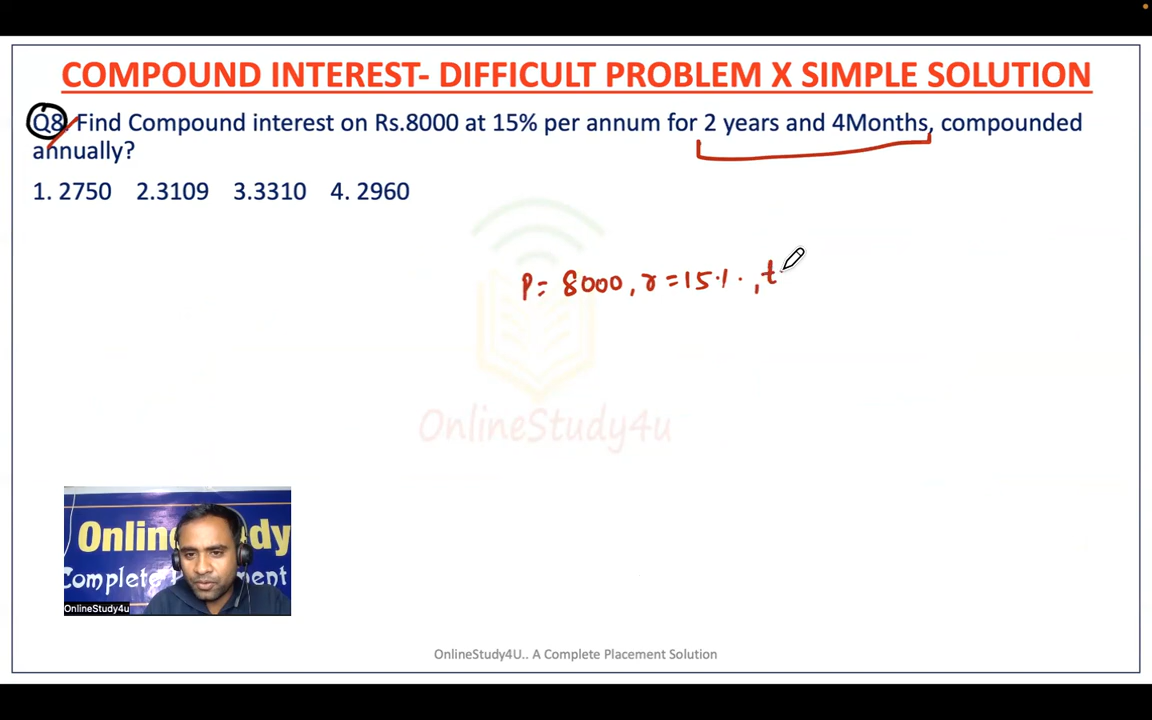 COMPOUND INTEREST- DIFFICULT PROBLEM X SIMPLE SOLUTION
Q8. Find Compound interest on Rs.8000 at 15% per annum for 2 years and 4Months, compounded
annually?
1. 2750 2.3109 3.3310 4. 2960
P= 8000, r =15%, t
OnlineStudy4u
Onlin dy
Complete P ment
OnlineStudy4u
OnlineStudy4U.. A Complete Placement Solution